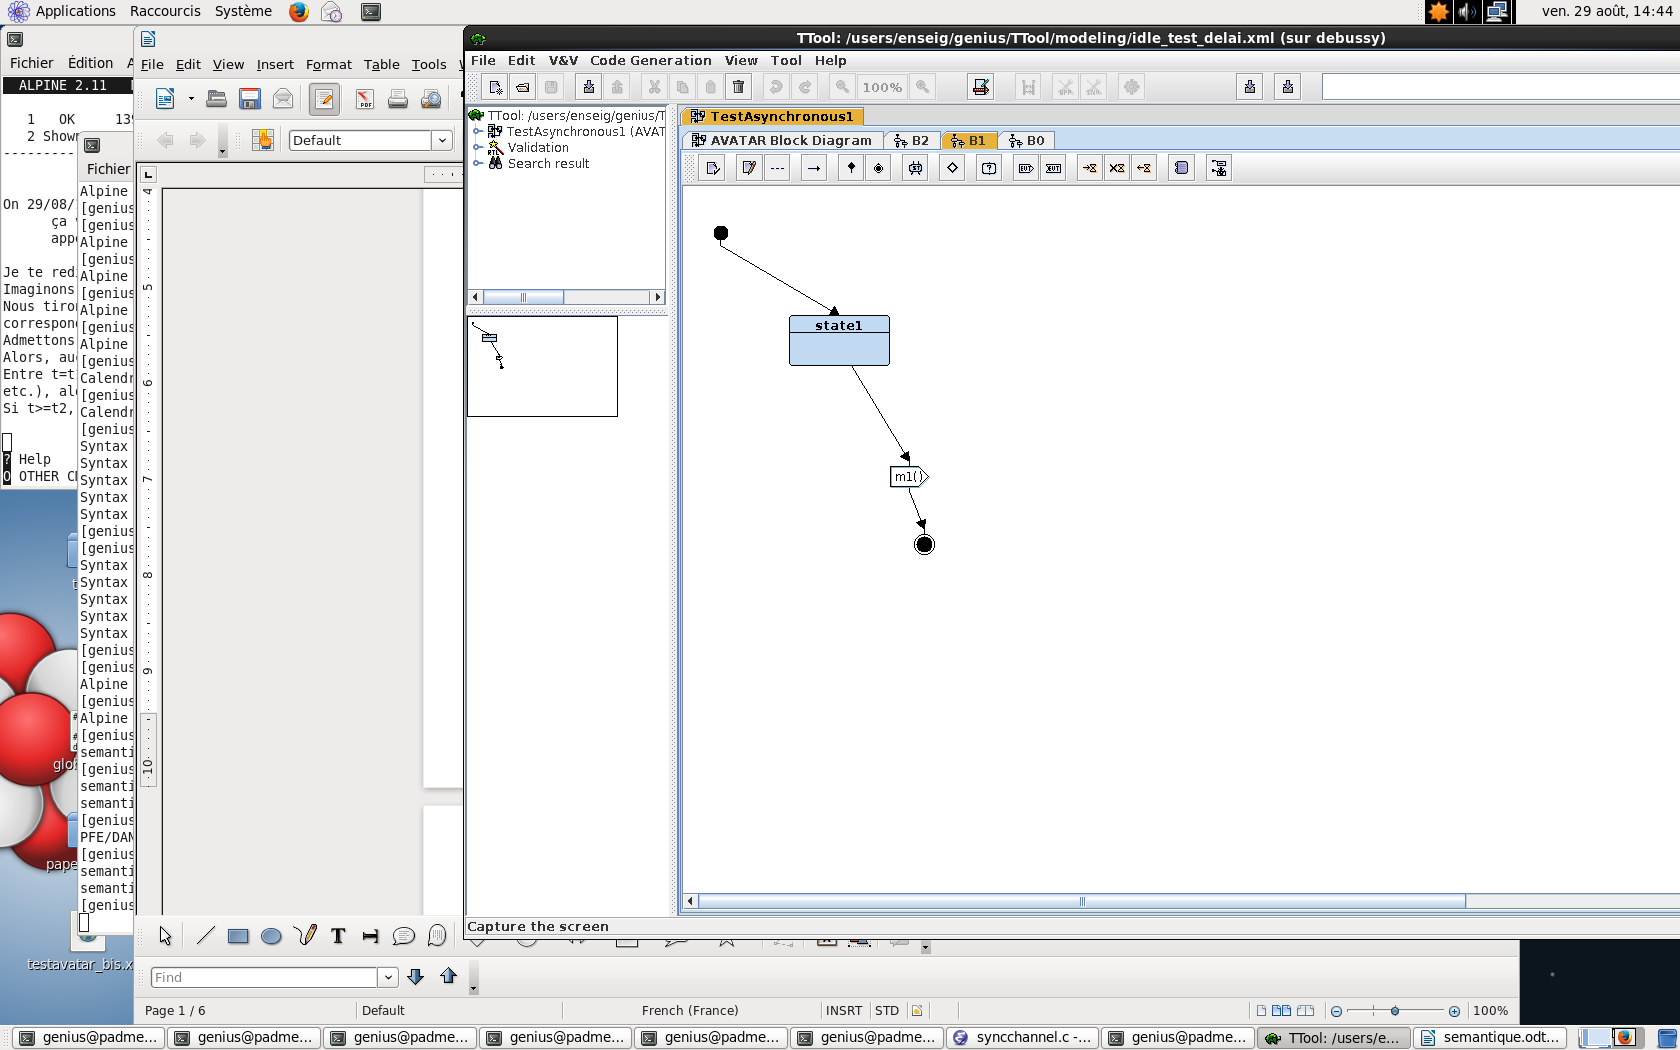 Applications Raccourcis Système
ven. 29 août, 14:44
Fichier Édition
ALPINE 2.11
1 OK
2 Show
On 29/08/
ça
appe
Je te red
Imaginons
Nous tiro
correspon
Admettons
Alors, au
Entre t=t
etc.), al
Si t>=t2,
? Help
O OTHER C
Fichier
Alpine
[genius
[genius
Alpine
[genius
Alpine
[genius
Alpine
[genius
Alpine
[genius
Calendr
[genius
Calendr
[genius
Syntax
Syntax
Syntax
Syntax
Syntax
[genius
[genius
Syntax
Syntax
Syntax
Syntax
Syntax
[genius
[genius
Alpine
[genius
Alpine
[genius
semanti
[genius
semanti
semanti
[genius
PFE/DAN
[genius
semanti
semanti
[genius
glo
pape
testavatar_bis.x
File Edit View Insert Format Table Tools
Default
4
5
6
7
8
9
10
Find
Page 1 / 6
Default
French (France)
INSRT
STD
100%
TTool: /users/enseig/genius/TTool/modeling/idle_test_delai.xml (sur debussy)
File Edit V&V Code Generation View Tool Help
100%
TTool: /users/enseig/genius/T
TestAsynchronous1 (AVAT
Validation
Search result
TestAsynchronous1
AVATAR Block Diagram B2 B1 B0
state1
m1()
Capture the screen
genius@padme... genius@padme... genius@padme... genius@padme... genius@padme... genius@padme... syncchannel.c -... genius@padme... TTool: /users/e... semantique.odt...